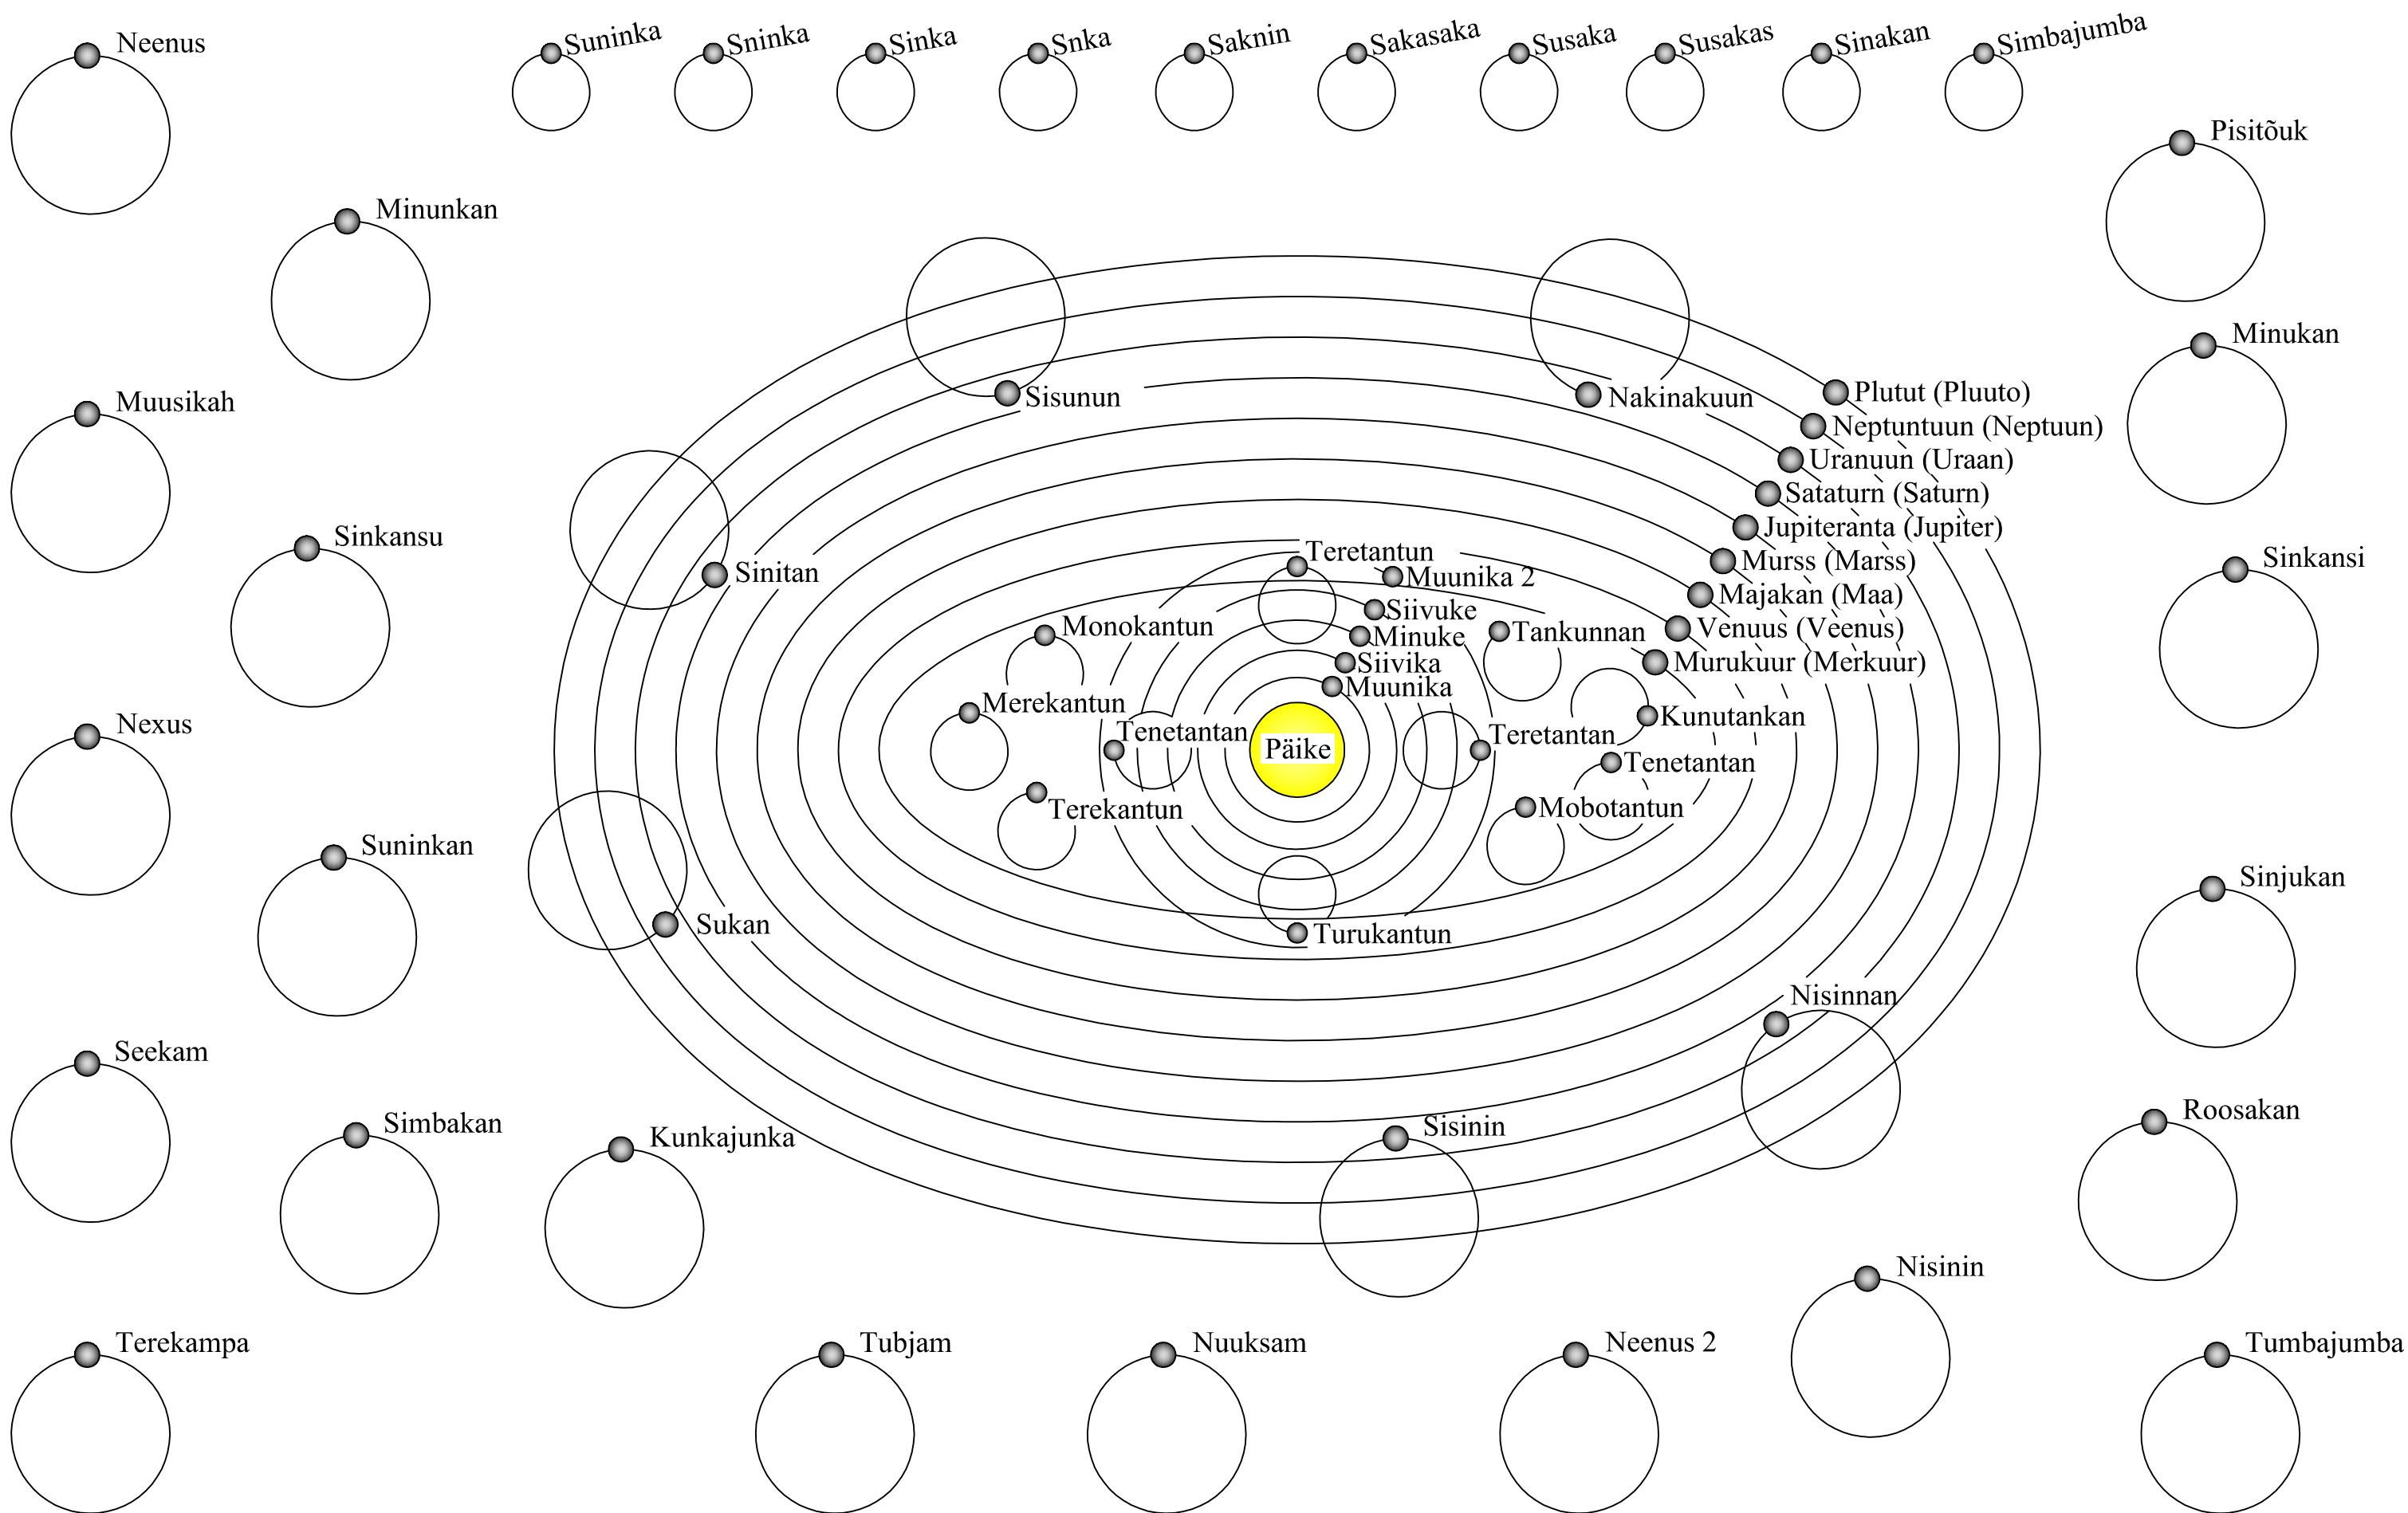 Neenus
Suninka
Sninka
Sinka
Snka
Saknin
Sakasaka
Susaka
Susakas
Sinakan
Simbajumba
Pisitõuk
Minunkan
Minukan
Muusikah
Sisunun
Nakinakuun
Plutut (Pluuto)
Neptuntuun (Neptuun)
Uranuun (Uraan)
Sataturn (Saturn)
Jupiteranta (Jupiter)
Murss (Marss)
Majakan (Maa)
Venuus (Veenus)
Murukuur (Merkuur)
Sinkansu
Sinkansi
Sinitan
Teretantun
Muunika 2
Siivuke
Minuke
Siivika
Muunika
Monokantun
Tankunnan
Merekantun
Kunutankan
Tenetantan
Päike
Teretantan
Tenetantan
Terekantun
Mobotantun
Nexus
Suninkan
Sinjukan
Sukan
Turukantun
Nisinnan
Seekam
Simbakan
Kunkajunka
Sisinin
Roosakan
Nisinin
Terekampa
Tubjam
Nuuksam
Neenus 2
Tumbajumba